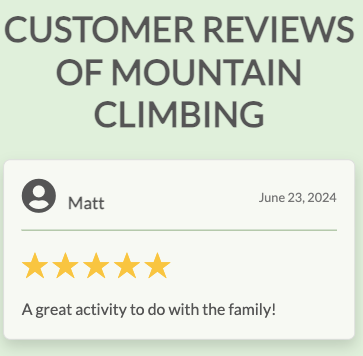 CUSTOMER REVIEWS
OF MOUNTAIN
CLIMBING
Matt
June 23, 2024
A great activity to do with the family!